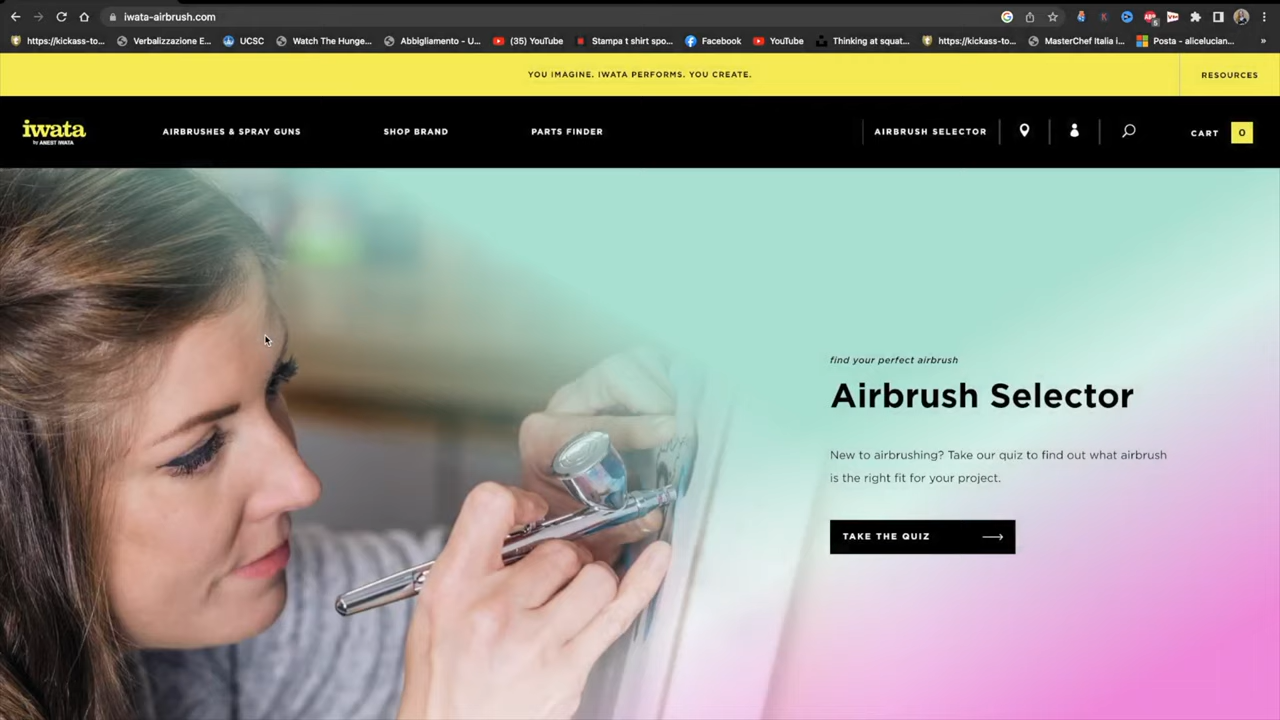 iwata-airbrush.com
https://kickass-to...
Verbalizzazione E...
UCSC
Watch The Hunge...
Abbigliamento - U...
(35) YouTube
Stampa t shirt spo...
Facebook
YouTube
Thinking at squat...
https://kickass-to...
MasterChef Italia i...
Posta - alicelucian...
»
YOU IMAGINE. IWATA PERFORMS. YOU CREATE.
RESOURCES
iwata
by ANEST IWATA
AIRBRUSHES & SPRAY GUNS
SHOP BRAND
PARTS FINDER
AIRBRUSH SELECTOR
CART 0
find your perfect airbrush
Airbrush Selector
New to airbrushing? Take our quiz to find out what airbrush
is the right fit for your project.
TAKE THE QUIZ